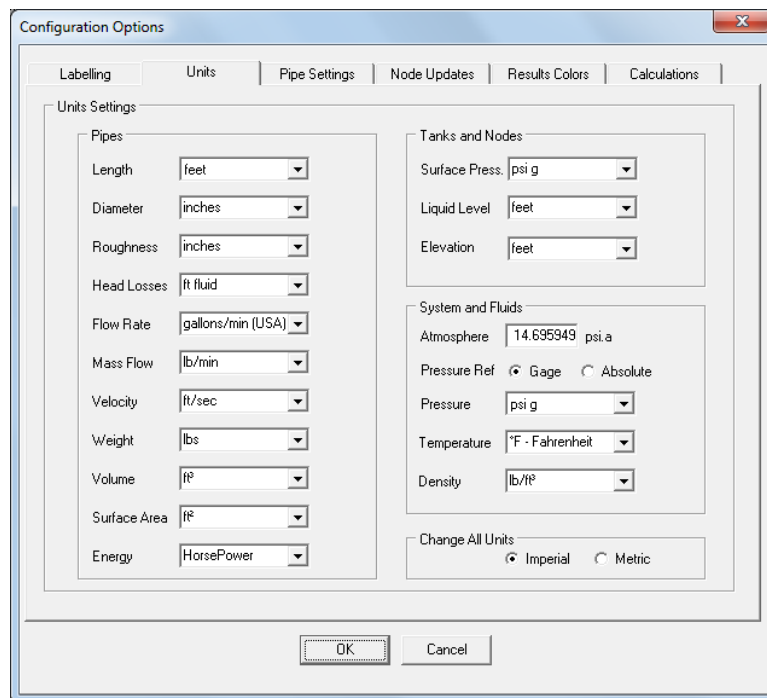 Configuration Options
Labelling Units Pipe Settings Node Updates Results Colors Calculations
Units Settings
Pipes
Length feet
Diameter inches
Roughness inches
Head Losses ft fluid
Flow Rate gallons/min (USA)
Mass Flow lb/min
Velocity ft/sec
Weight lbs
Volume ft³
Surface Area ft²
Energy HorsePower
Tanks and Nodes
Surface Press. psi g
Liquid Level feet
Elevation feet
System and Fluids
Atmosphere 14.695949 psi.a
Pressure Ref Gage Absolute
Pressure psi g
Temperature °F - Fahrenheit
Density lb/ft³
Change All Units
Imperial Metric
OK Cancel